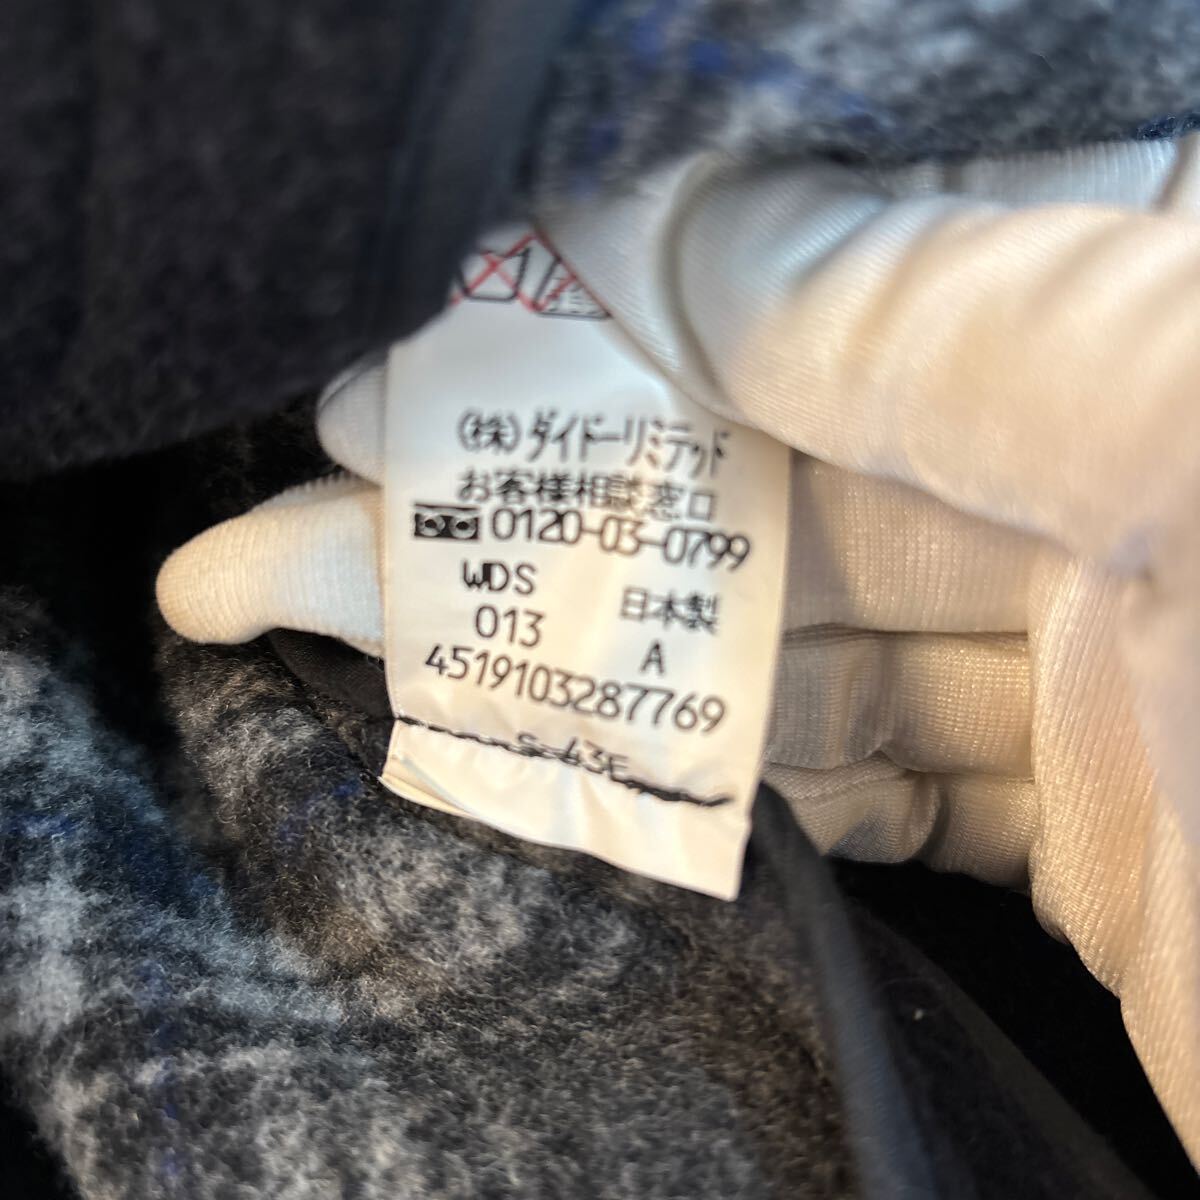 (株)ダイドーリミテッド
お客様相談窓口
0120-03-0799
WDS 日本製
013 A
4519103287769
S-43E